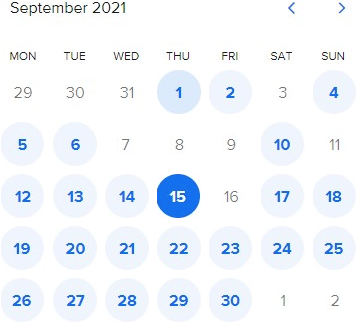 September 2021
MON TUE WED THU FRI SAT SUN
29 30 31 1 2 3 4
5 6 7 8 9 10 11
12 13 14 15 16 17 18
19 20 21 22 23 24 25
26 27 28 29 30 1 2